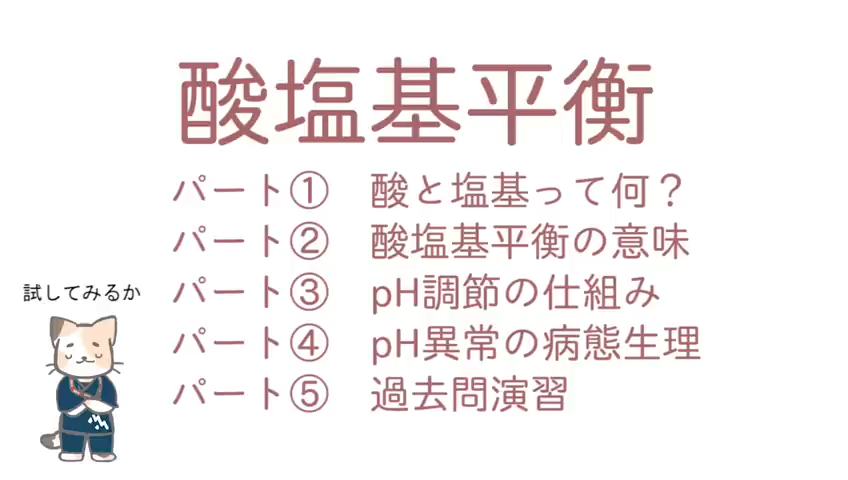 酸塩基平衡
パート① 酸と塩基って何？
パート② 酸塩基平衡の意味
パート③ pH調節の仕組み
パート④ pH異常の病態生理
パート⑤ 過去問演習
試してみるか